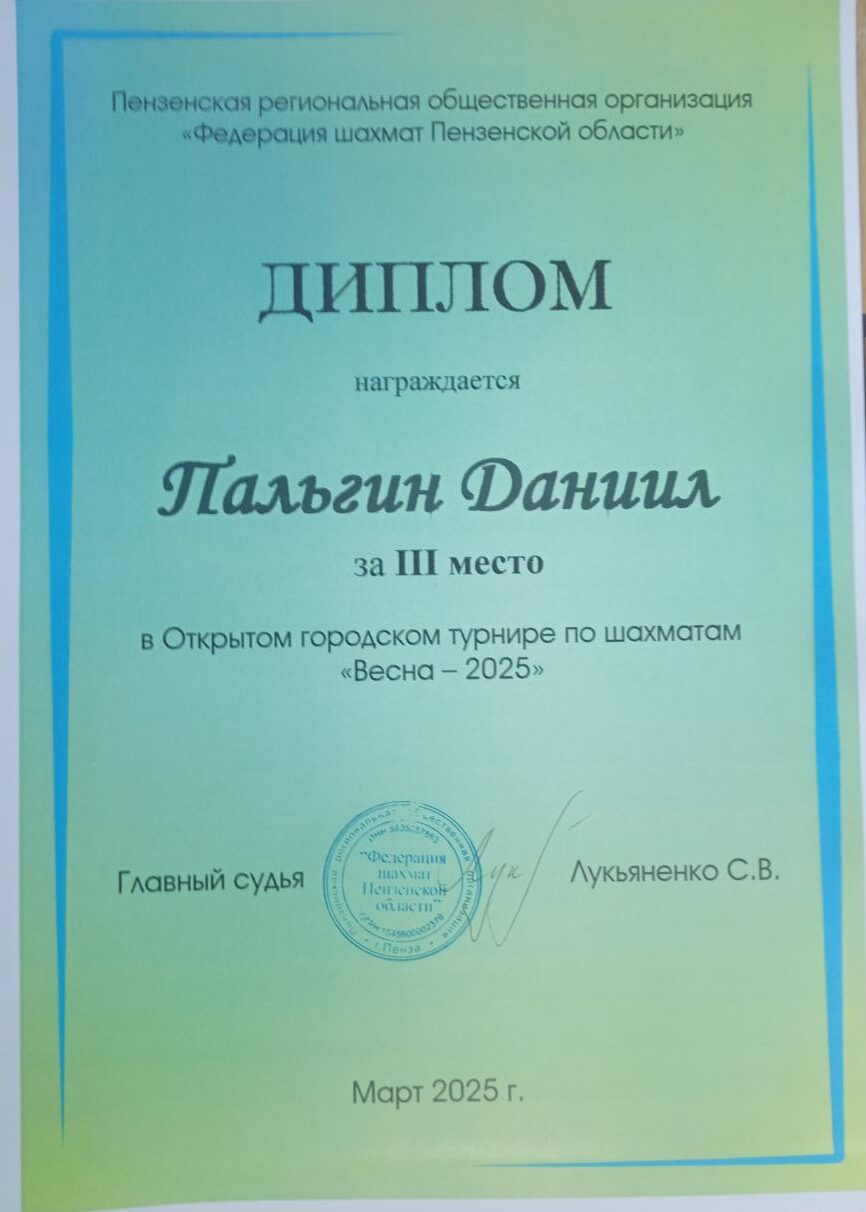 Пензенская региональная общественная организация
«Федерация шахмат Пензенской области»
ДИПЛОМ
награждается
Пальгин Даниил
за III место
в Открытом городском турнире по шахматам
«Весна – 2025»
Главный судья
"Федерация
шахмат
Пензенской
области"
г.Пенза
Лукьяненко С.В.
Март 2025 г.